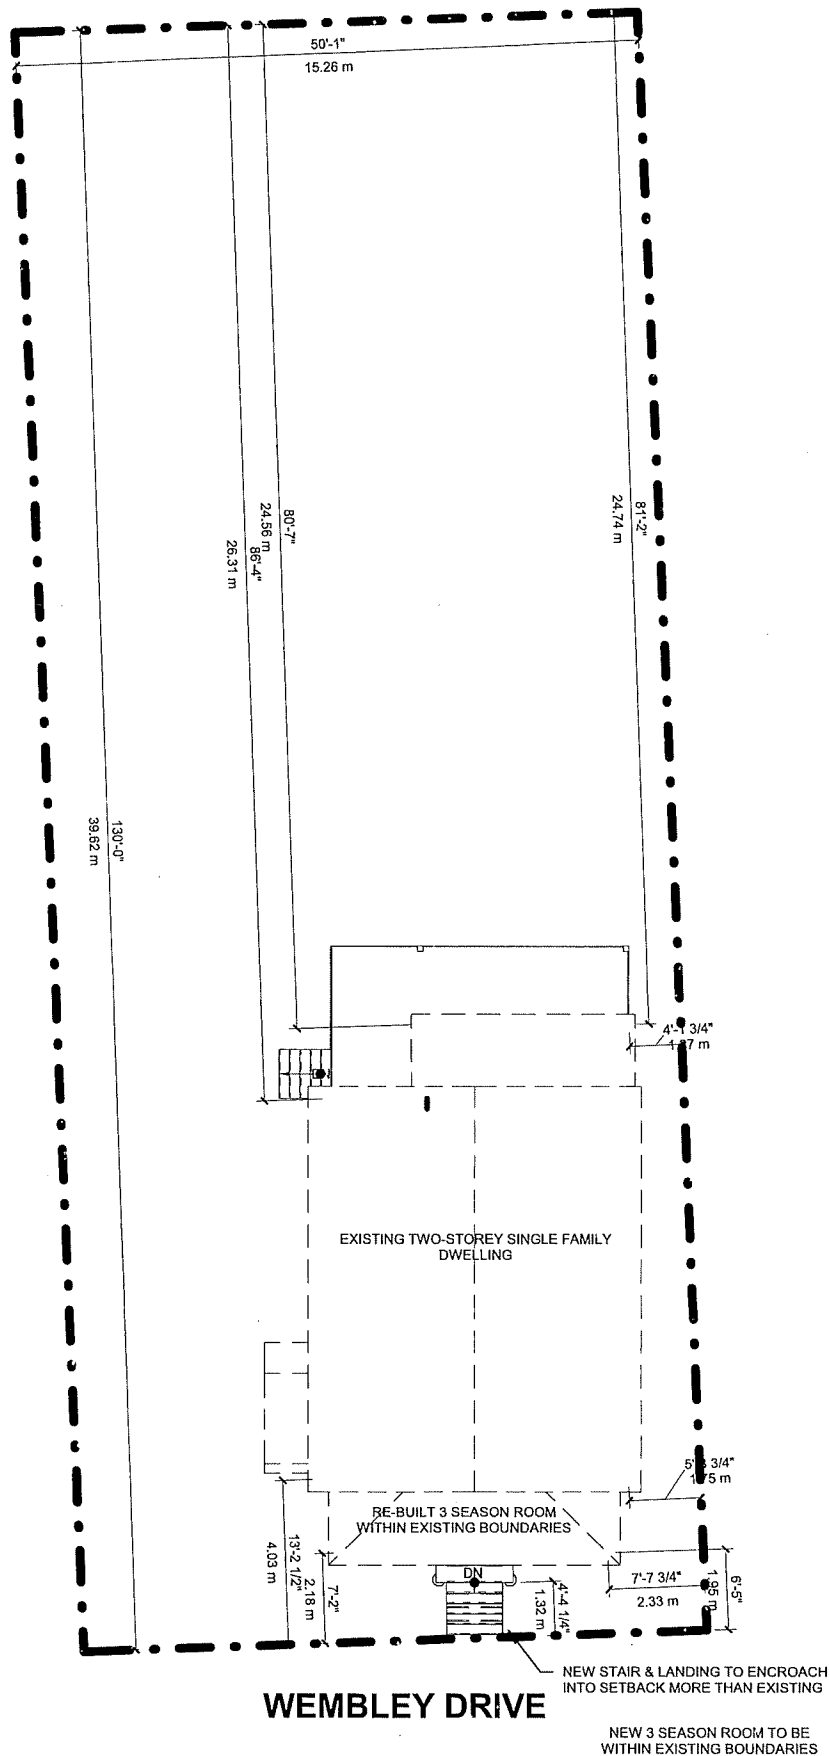 50'-1"
15.26 m
81'-2"
24.74 m
80'-7"
24.56 m
86'-4"
26.31 m
130'-0"
39.62 m
4'-1 3/4"
EXISTING TWO-STOREY SINGLE FAMILY
DWELLING
3/4"
RE-BUILT 3 SEASON ROOM
WITHIN EXISTING BOUNDARIES
13'-2 1/2"
4.03 m
7'-2"
2.18 m
DN
4'-4 1/4"
1.32 m
7'-7 3/4"
2.33 m
6'-5"
1.95 m
NEW STAIR & LANDING TO ENCROACH
INTO SETBACK MORE THAN EXISTING
WEMBLEY DRIVE
NEW 3 SEASON ROOM TO BE
WITHIN EXISTING BOUNDARIES